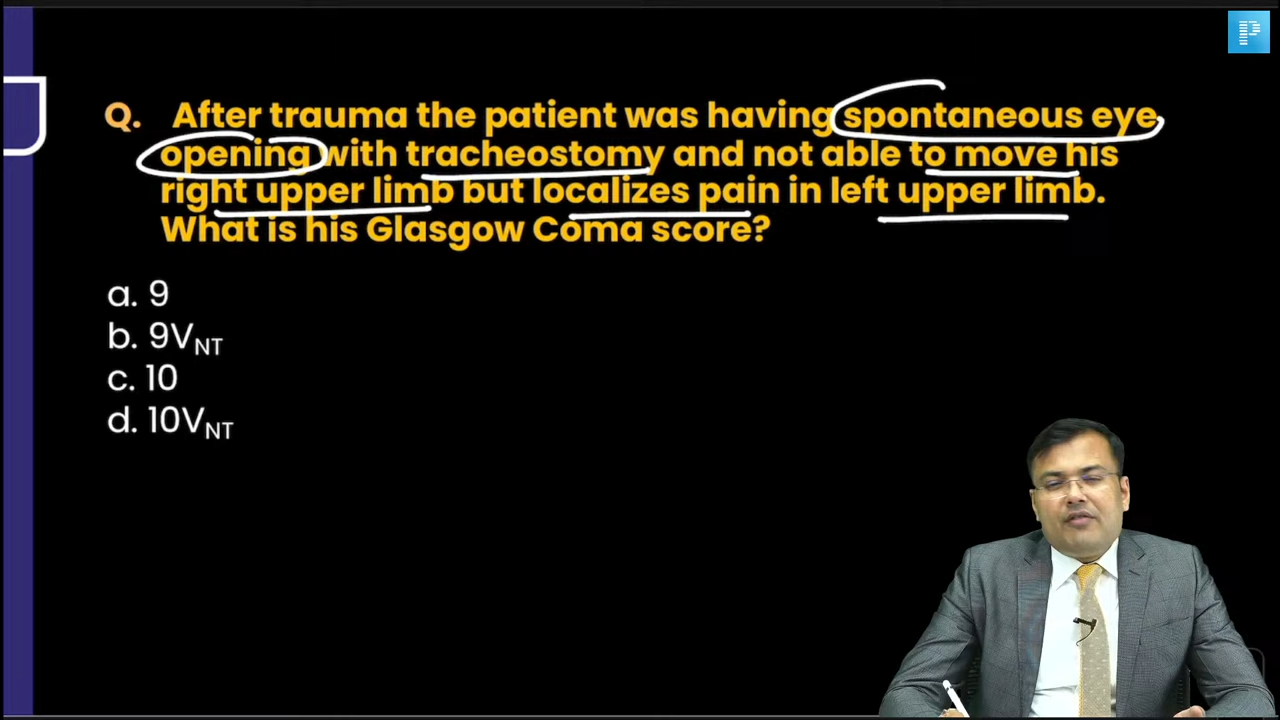 P
Q. After trauma the patient was having spontaneous eye
opening with tracheostomy and not able to move his
right upper limb but localizes pain in left upper limb.
What is his Glasgow Coma score?
a. 9
b. 9VNT
c. 10
d. 10VNT